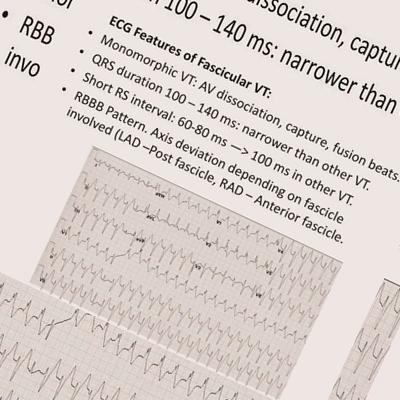 dissociation, captur
100 – 140 ms: narrower than
• RBB
invo
ECG Features of Fascicular VT:
• Monomorphic VT: AV dissociation, capture, fusion beats.
• QRS duration 100 – 140 ms: narrower than other VT.
• Short RS interval: 60-80 ms —> 100 ms in other VT.
• RBBB Pattern. Axis deviation depending on fascicle
involved (LAD –Post fascicle, RAD – Anterior fascicle.